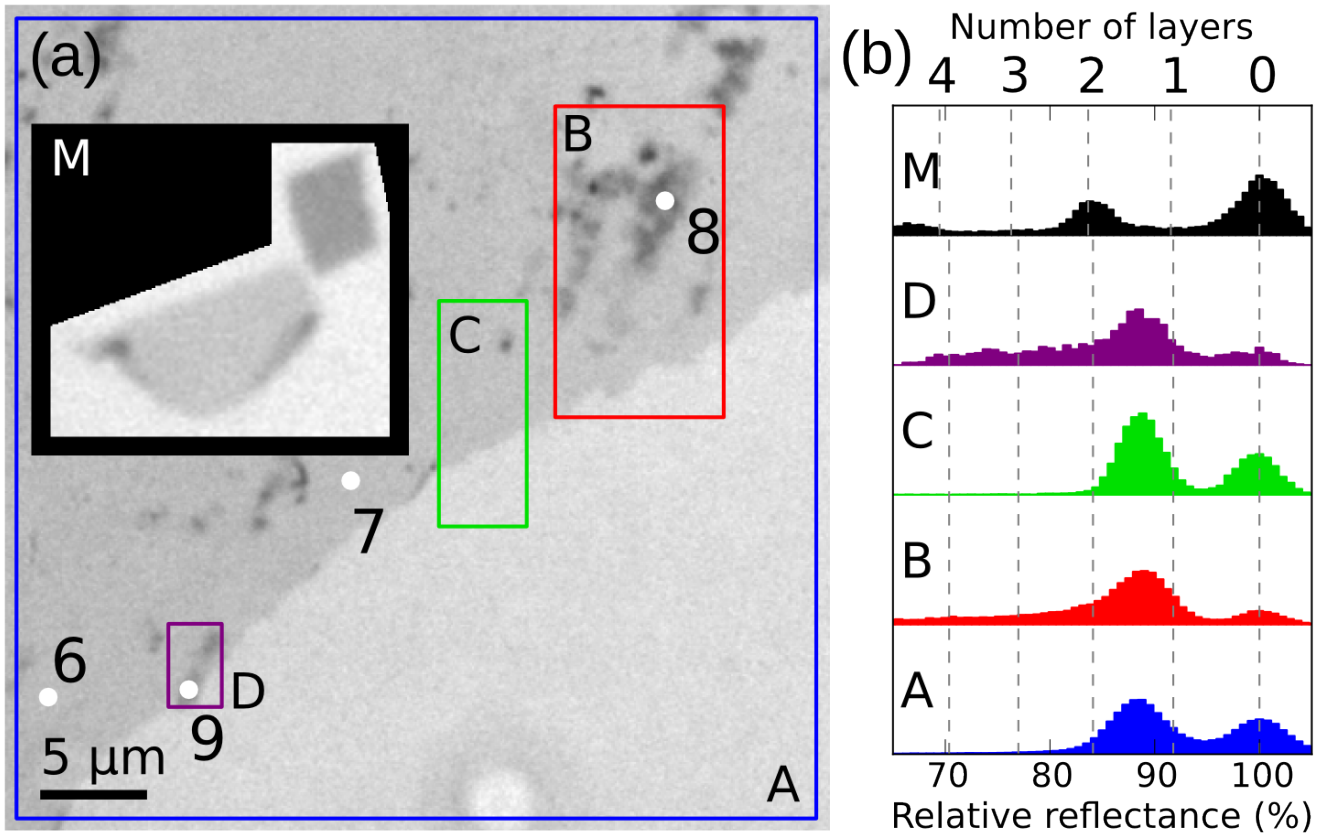 (a)
M
B
8
C
7
6
D
9
5 μm
A
(b)
Number of layers
4 3 2 1 0
M
D
C
B
A
70 80 90 100
Relative reflectance (%)